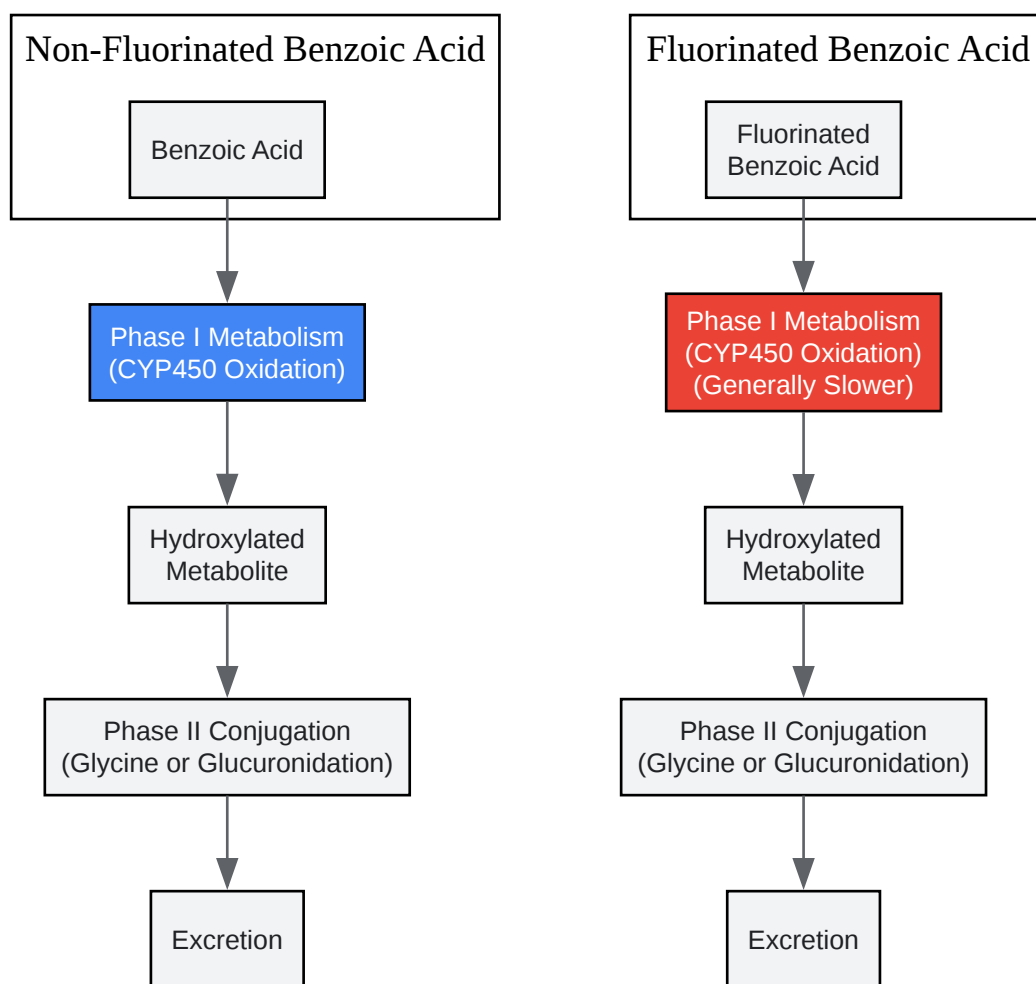 Non-Fluorinated Benzoic Acid
Benzoic Acid
Phase I Metabolism
(CYP450 Oxidation)
Hydroxylated
Metabolite
Phase II Conjugation
(Glycine or Glucuronidation)
Excretion
Fluorinated Benzoic Acid
Fluorinated
Benzoic Acid
Phase I Metabolism
(CYP450 Oxidation)
(Generally Slower)
Hydroxylated
Metabolite
Phase II Conjugation
(Glycine or Glucuronidation)
Excretion